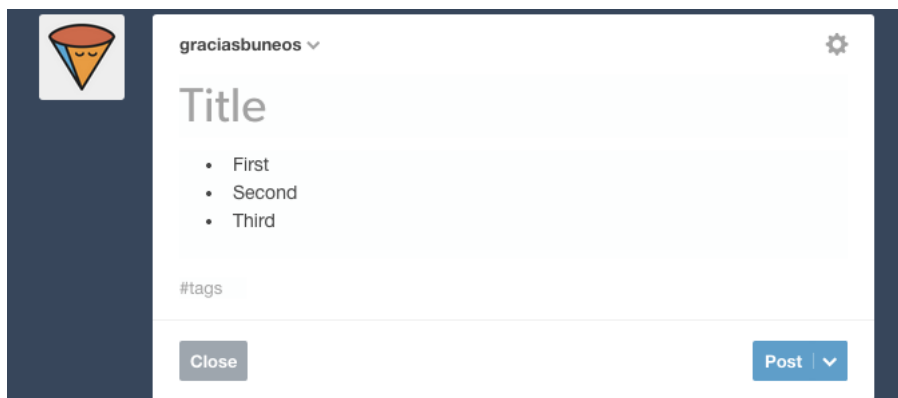 graciasbuneos
Title
• First
• Second
• Third
#tags
Close
Post